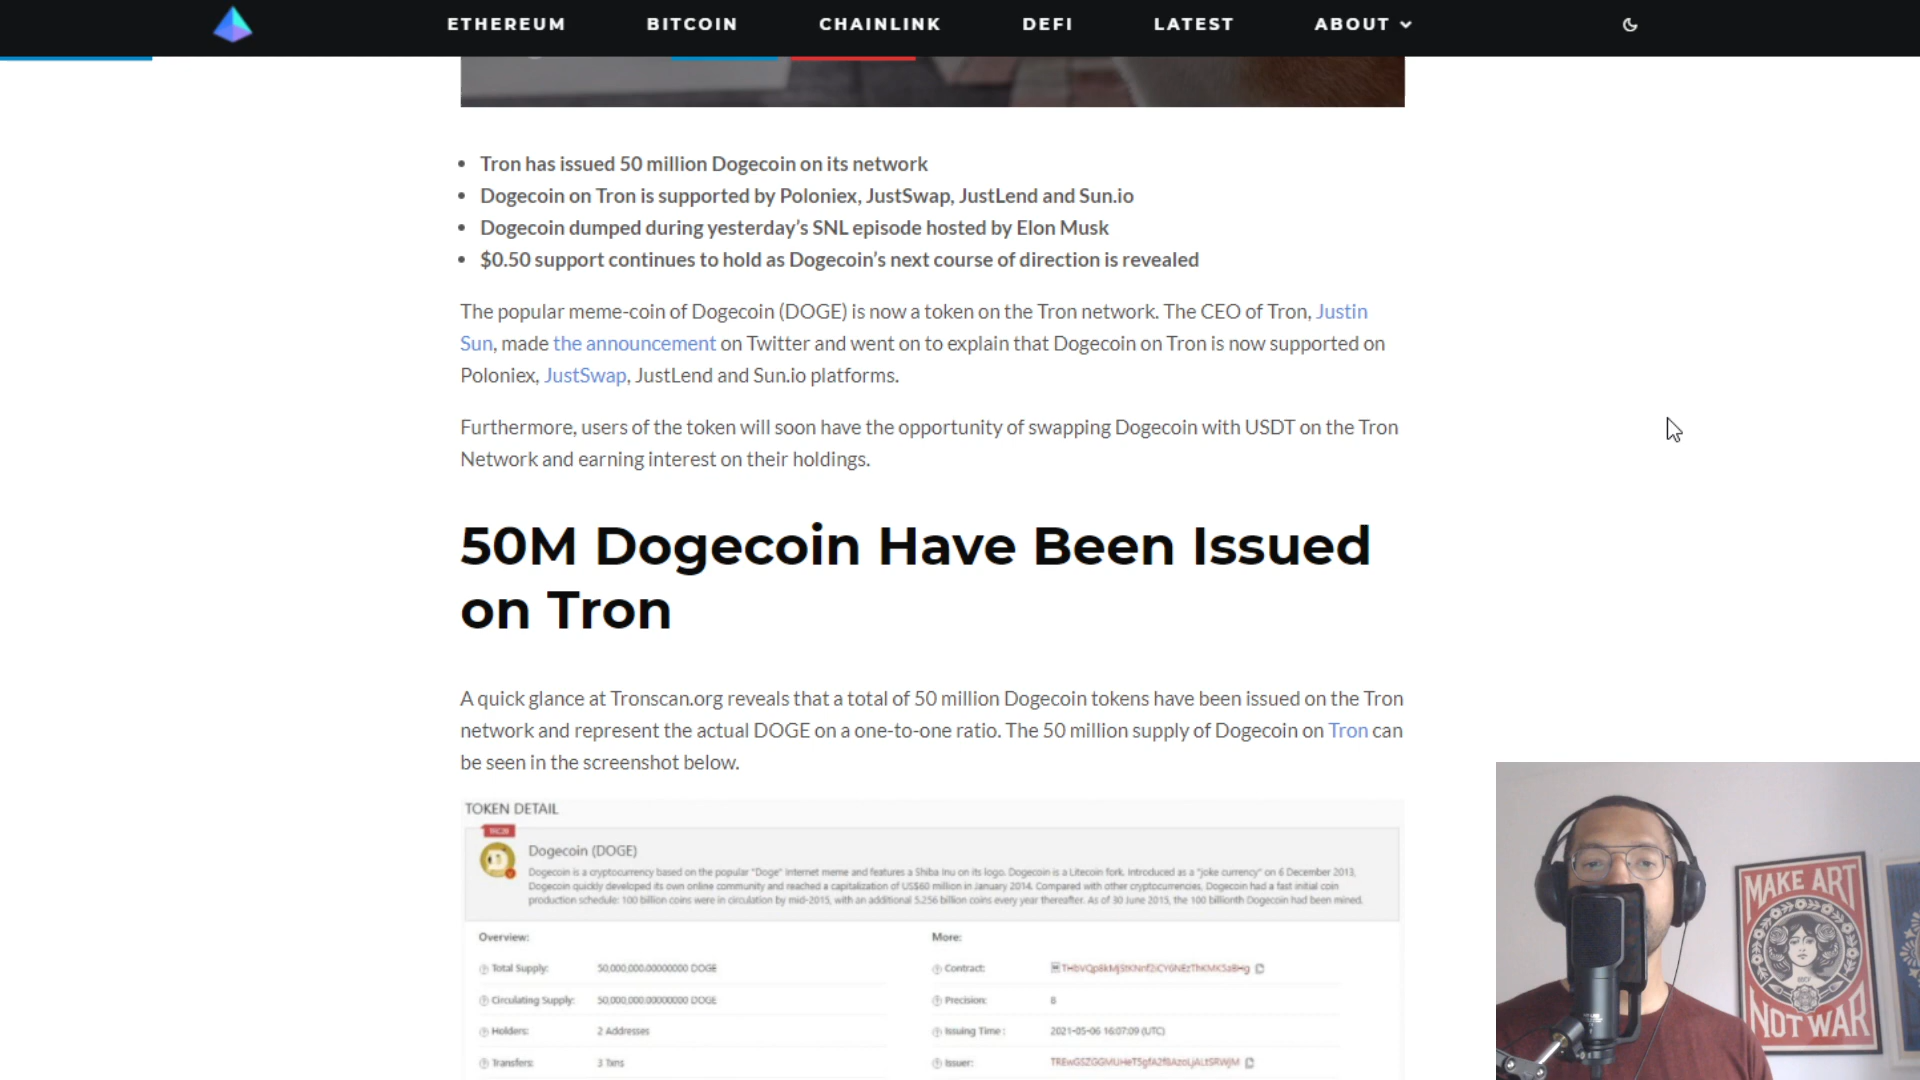 ETHEREUM BITCOIN CHAINLINK DEFI LATEST ABOUT
Tron has issued 50 million Dogecoin on its network
Dogecoin on Tron is supported by Poloniex, JustSwap, JustLend and Sun.io
Dogecoin dumped during yesterday’s SNL episode hosted by Elon Musk
$0.50 support continues to hold as Dogecoin’s next course of direction is revealed
The popular meme-coin of Dogecoin (DOGE) is now a token on the Tron network. The CEO of Tron, Justin
Sun, made the announcement on Twitter and went on to explain that Dogecoin on Tron is now supported on
Poloniex, JustSwap, JustLend and Sun.io platforms.
Furthermore, users of the token will soon have the opportunity of swapping Dogecoin with USDT on the Tron
Network and earning interest on their holdings.
50M Dogecoin Have Been Issued
on Tron
A quick glance at Tronscan.org reveals that a total of 50 million Dogecoin tokens have been issued on the Tron
network and represent the actual DOGE on a one-to-one ratio. The 50 million supply of Dogecoin on Tron can
be seen in the screenshot below.
TOKEN DETAIL
Dogecoin (DOGE)
Dogecoin is a cryptocurrency based on the popular "Doge" Internet meme and features a Shiba Inu on its logo. Dogecoin is a Litecoin fork. Introduced as a "joke currency" on 6 December 2013,
Dogecoin quickly developed its own online community and reached a capitalization of US$60 million in January 2014. Compared with other cryptocurrencies, Dogecoin had a fast initial coin
production schedule: 100 billion coins were in circulation by mid-2015, with an additional 5.256 billion coins every year thereafter. As of 30 June 2015, the 100 billionth Dogecoin had been mined.
Overview: More:
Total Supply: 50,000,000.00000000 DOGE Contract:
Circulating Supply: 50,000,000.00000000 DOGE Precision: 8
Holders: 2 Addresses Issuing Time : 2021-05-06 16:07:09 (UTC)
Transfers: 3 Txns Issuer:
MAKE ART
NOT WAR